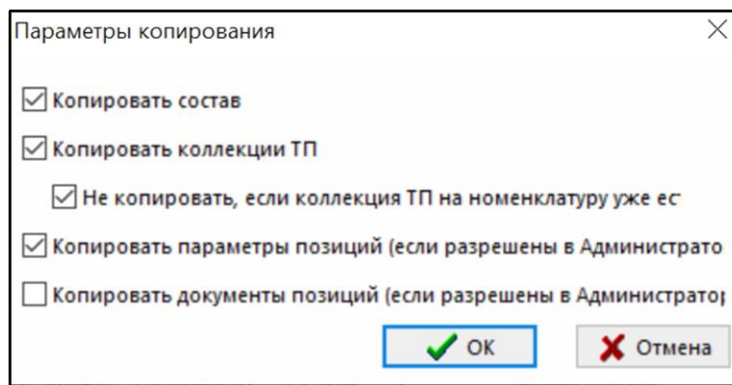 Параметры копирования
Копировать состав
Копировать коллекции ТП
Не копировать, если коллекция ТП на номенклатуру уже ес
Копировать параметры позиций (если разрешены в Администрато
Копировать документы позиций (если разрешены в Администратор
ОК
Отмена